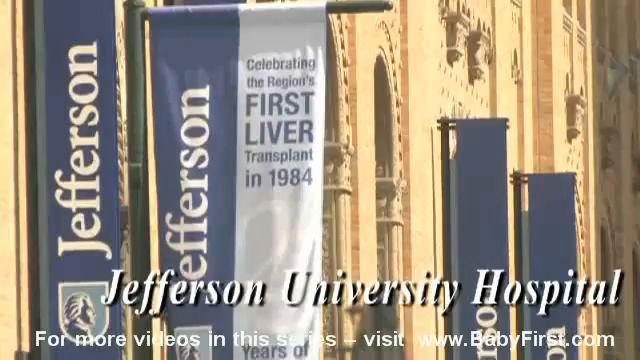 Jefferson
Jefferson
Celebrating
the Region's
FIRST
LIVER
Transplant
in 1984
Jefferson University Hospital
For more videos in this series – visit www.BabyFirst.com
Years of